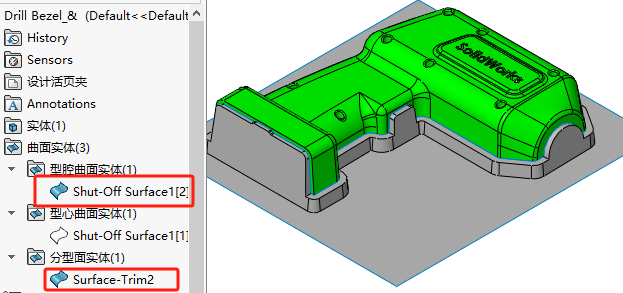 Drill Bezel_&  (Default<<Default
History
Sensors
设计活页夹
Annotations
实体(1)
曲面实体(3)
型腔曲面实体(1)
Shut-Off Surface1[2]
型心曲面实体(1)
Shut-Off Surface1[1]
分型面实体(1)
Surface-Trim2
SolidWorks